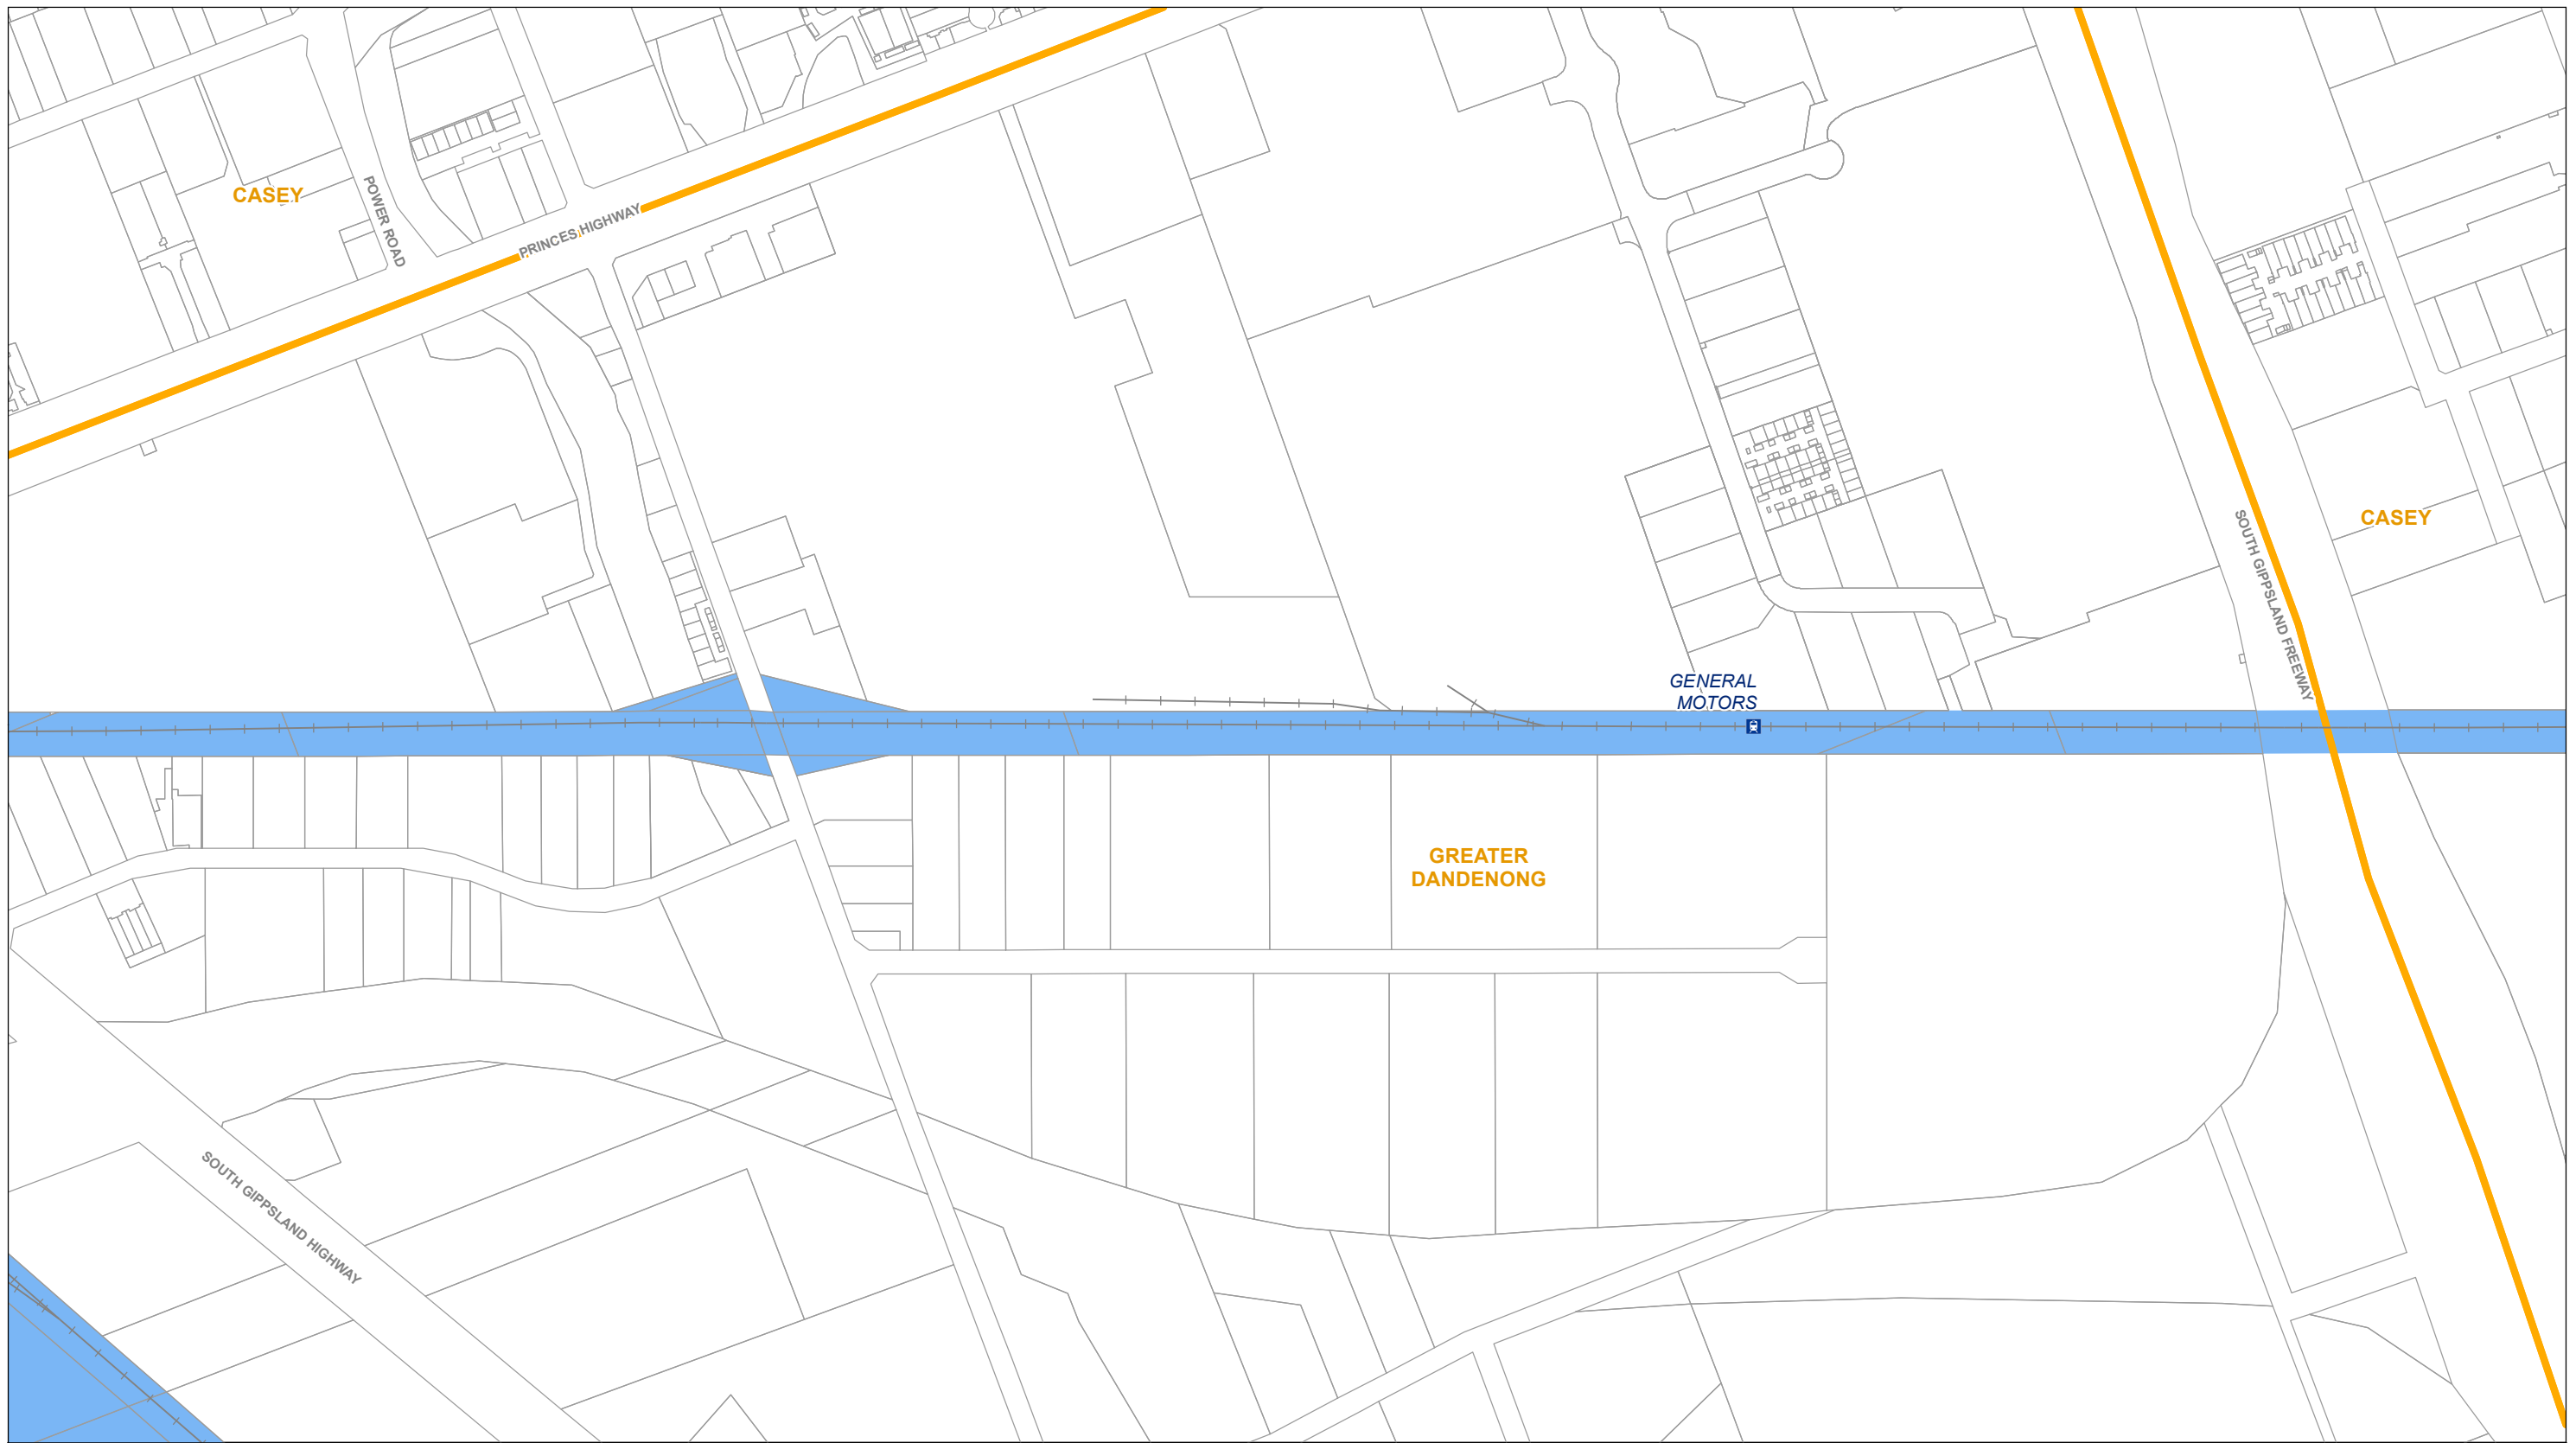 CASEY
POWER ROAD
PRINCES HIGHWAY
CASEY
SOUTH GIPPSLAND FREEWAY
GENERAL
MOTORS
GREATER
DANDENONG
SOUTH GIPPSLAND HIGHWAY